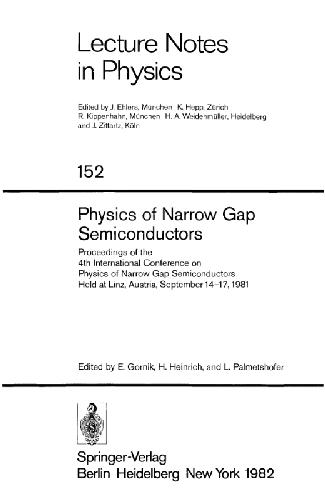 Lecture Notes
in Physics
Edited by J. Ehlers, München K. Hepp, Zürich
R. Kippenhahn, München H. A. Weidenmüller, Heidelberg
and J. Zittartz, Köln
152
Physics of Narrow Gap
Semiconductors
Proceedings of the
4th International Conference on
Physics of Narrow Gap Semiconductors
Held at Linz, Austria, September 14–17, 1981
Edited by E. Gornik, H. Heinrich, and L. Palmetshofer
Springer-Verlag
Berlin Heidelberg New York 1982